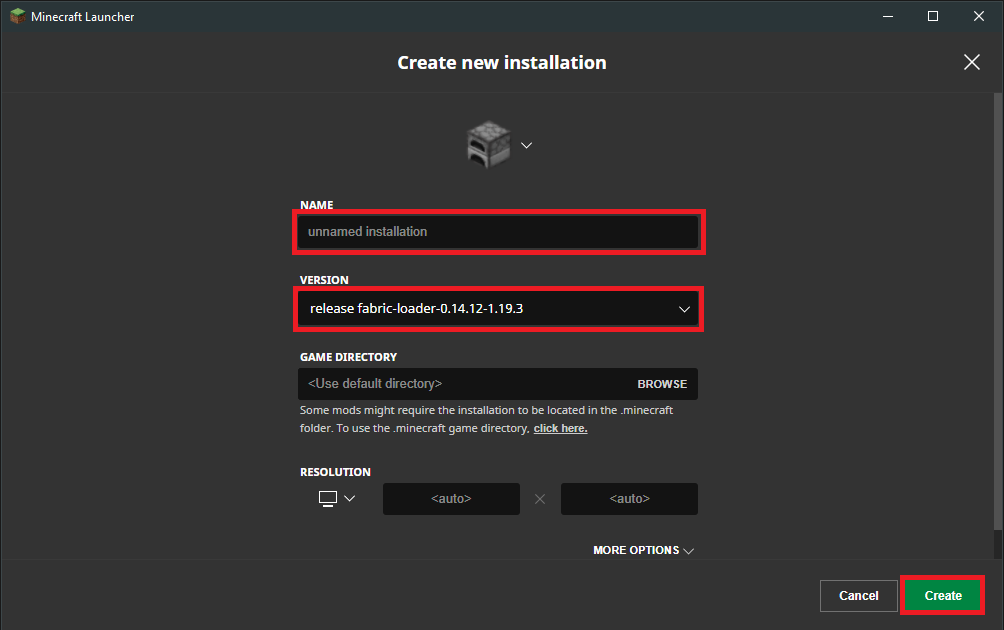 Minecraft Launcher
Create new installation
NAME
unnamed installation
VERSION
release fabric-loader-0.14.12-1.19.3
GAME DIRECTORY
<Use default directory>
BROWSE
Some mods might require the installation to be located in the .minecraft
folder. To use the .minecraft game directory, click here.
RESOLUTION
<auto>
<auto>
MORE OPTIONS
Cancel
Create